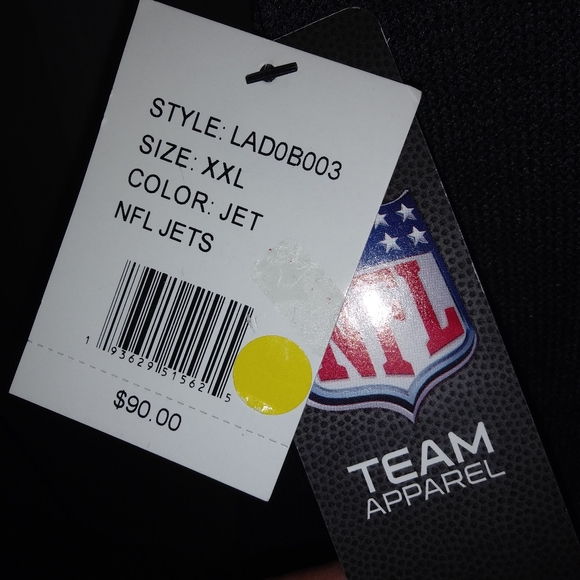 STYLE: LAD0B003
SIZE: XXL
COLOR: JET
NFL JETS
1 93629 51562 5
$90.00
NFL
TEAM
APPAREL